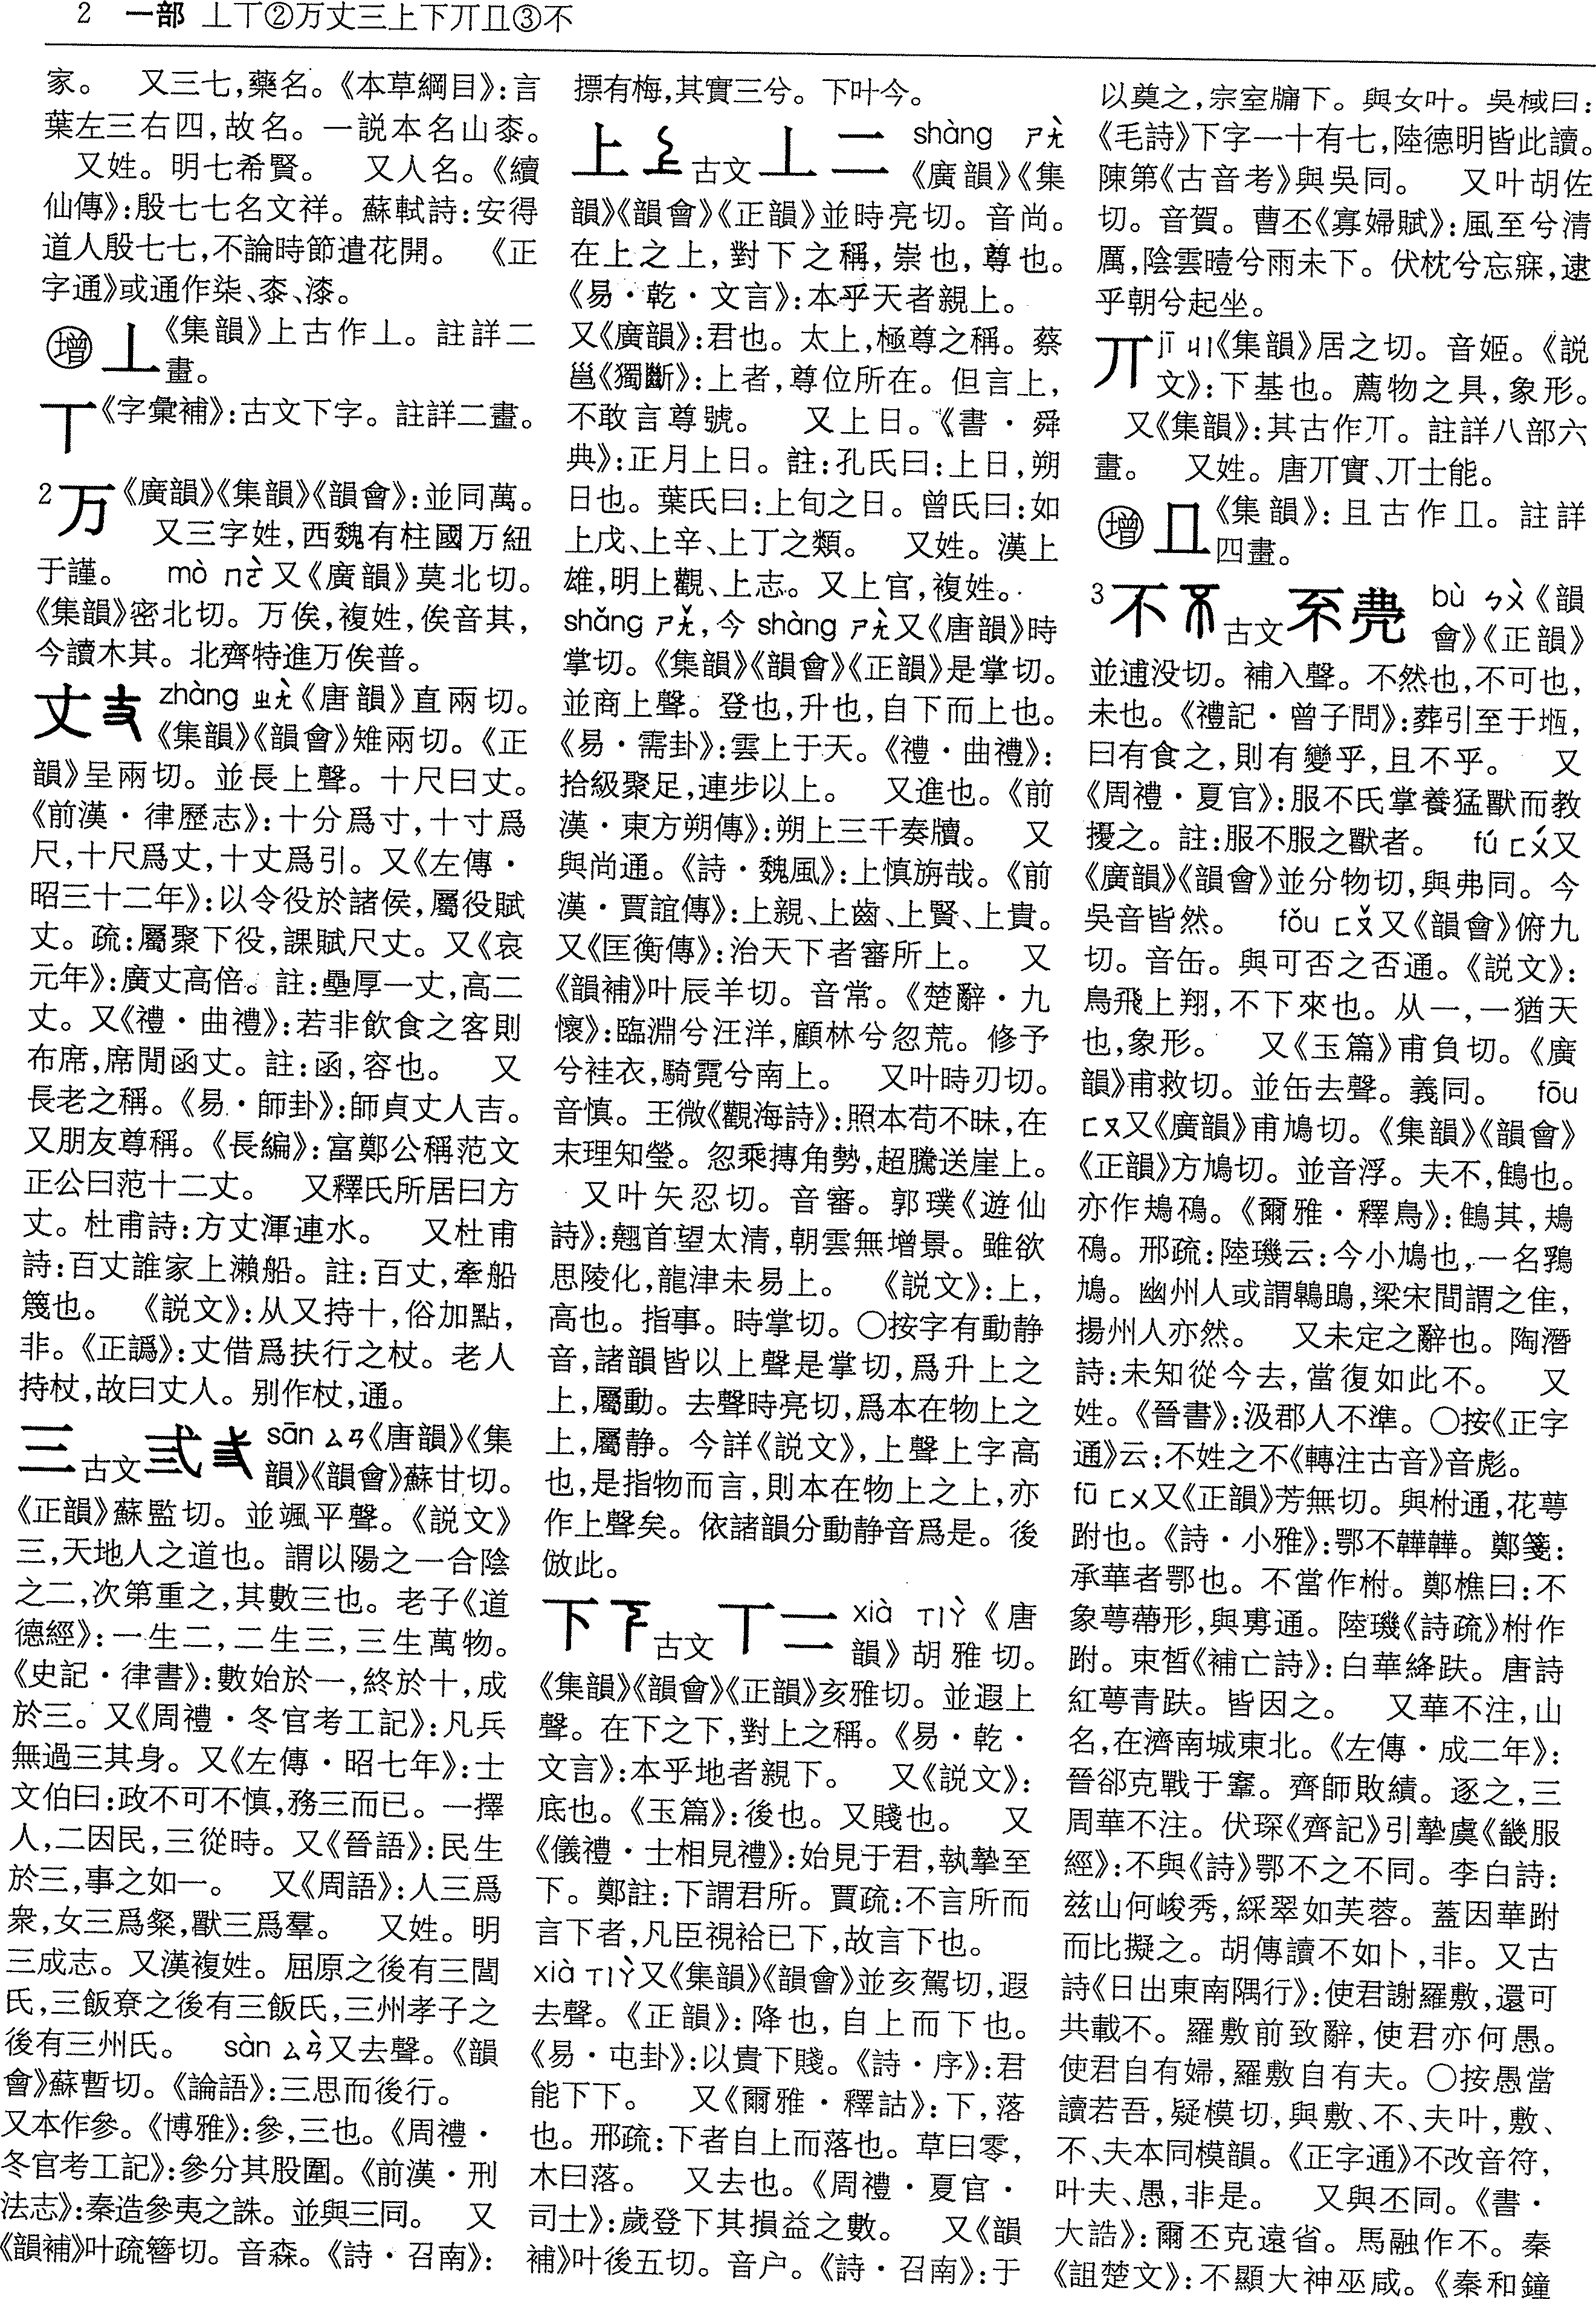 2 一部 丄丅②万丈三上下丌𠀃③不
家。 又三七,藥名。《本草綱目》:言
葉左三右四,故名。一説本名山桼。
又姓。明七希賢。 又人名。《續
仙傳》:殷七七名文祥。蘇軾詩:安得
道人殷七七,不論時節遣花開。 《正
字通》或通作柒、桼、漆。
增 丄 《集韻》上古作丄。註詳二
畫。
丅《字彙補》:古文下字。註詳二畫。
2 万 《廣韻》《集韻》《韻會》:並同萬。
又三字姓,西魏有柱國万紐
于謹。 mò ㄇㄛˋ又《廣韻》莫北切。
《集韻》密北切。万俟,複姓,俟音其,
今讀木其。北齊特進万俟普。
丈 zhàng ㄓㄤˋ《唐韻》直兩切。
《集韻》《韻會》雉兩切。《正
韻》呈兩切。並長上聲。十尺曰丈。
《前漢·律歷志》:十分爲寸,十寸爲
尺,十尺爲丈,十丈爲引。又《左傳·
昭三十二年》:以令役於諸侯,屬役賦
丈。疏:屬聚下役,課賦尺丈。又《哀
元年》:廣丈高倍。註:壘厚一丈,高二
丈。又《禮·曲禮》:若非飲食之客則
布席,席閒函丈。註:函,容也。 又
長老之稱。《易·師卦》:師貞丈人吉。
又朋友尊稱。《長編》:富鄭公稱范文
正公曰范十二丈。 又釋氏所居曰方
丈。杜甫詩:方丈渾連水。 又杜甫
詩:百丈誰家上瀨船。註:百丈,牽船
篾也。 《説文》:从又持十,俗加點,
非。《正譌》:丈借爲扶行之杖。老人
持杖,故曰丈人。别作杖,通。
三 古文 弎 sān ㄙㄢ《唐韻》《集
韻》《韻會》蘇甘切。
《正韻》蘇監切。並颯平聲。《説文》
三,天地人之道也。謂以陽之一合陰
之二,次第重之,其數三也。老子《道
德經》:一生二,二生三,三生萬物。
《史記·律書》:數始於一,終於十,成
於三。又《周禮·冬官考工記》:凡兵
無過三其身。又《左傳·昭七年》:士
文伯曰:政不可不慎,務三而已。一擇
人,二因民,三從時。又《晉語》:民生
於三,事之如一。 又《周語》:人三爲
衆,女三爲粲,獸三爲羣。 又姓。明
三成志。又漢複姓。屈原之後有三閭
氏,三飯尞之後有三飯氏,三州孝子之
後有三州氏。 sàn ㄙㄢˋ又去聲。《韻
會》蘇暫切。《論語》:三思而後行。
又本作參。《博雅》:參,三也。《周禮·
冬官考工記》:參分其股圍。《前漢·刑
法志》:秦造參夷之誅。並與三同。 又
《韻補》叶疏簪切。音森。《詩·召南》:
摽有梅,其實三兮。下叶今。
上 古文 丄 二 shàng ㄕㄤˋ
《廣韻》《集
韻》《韻會》《正韻》並時亮切。音尚。
在上之上,對下之稱,崇也,尊也。
《易·乾·文言》:本乎天者親上。
又《廣韻》:君也。太上,極尊之稱。蔡
邕《獨斷》:上者,尊位所在。但言上,
不敢言尊號。 又上日。《書·舜
典》:正月上日。註:孔氏曰:上日,朔
日也。葉氏曰:上旬之日。曾氏曰:如
上戊、上辛、上丁之類。 又姓。漢上
雄,明上觀、上志。又上官,複姓。
shǎng ㄕㄤˇ,今 shàng ㄕㄤˋ又《唐韻》時
掌切。《集韻》《韻會》《正韻》是掌切。
並商上聲。登也,升也,自下而上也。
《易·需卦》:雲上于天。《禮·曲禮》:
拾級聚足,連步以上。 又進也。《前
漢·東方朔傳》:朔上三千奏牘。 又
與尚通。《詩·魏風》:上慎旃哉。《前
漢·賈誼傳》:上親、上齒、上賢、上貴。
又《匡衡傳》:治天下者審所上。 又
《韻補》叶辰羊切。音常。《楚辭·九
懷》:臨淵兮汪洋,顧林兮忽荒。修予
兮袿衣,騎霓兮南上。 又叶時刃切。
音慎。王微《觀海詩》:照本苟不昧,在
末理知瑩。忽乘摶角勢,超騰送崖上。
又叶矢忍切。音審。郭璞《遊仙
詩》:翹首望太清,朝雲無增景。雖欲
思陵化,龍津未易上。 《説文》:上,
高也。指事。時掌切。○按字有動静
音,諸韻皆以上聲是掌切,爲升上之
上,屬動。去聲時亮切,爲本在物上之
上,屬静。今詳《説文》,上聲上字高
也,是指物而言,則本在物上之上,亦
作上聲矣。依諸韻分動静音爲是。後
倣此。
下 古文 丅 二 xià ㄒㄧㄚˋ《唐
韻》胡雅切。
《集韻》《韻會》《正韻》亥雅切。並遐上
聲。在下之下,對上之稱。《易·乾·
文言》:本乎地者親下。 又《説文》:
底也。《玉篇》:後也。又賤也。 又
《儀禮·士相見禮》:始見于君,執摯至
下。鄭註:下謂君所。賈疏:不言所而
言下者,凡臣視袷已下,故言下也。
xià ㄒㄧㄚˋ又《集韻》《韻會》並亥駕切,遐
去聲。《正韻》:降也,自上而下也。
《易·屯卦》:以貴下賤。《詩·序》:君
能下下。 又《爾雅·釋詁》:下,落
也。邢疏:下者自上而落也。草曰零,
木曰落。 又去也。《周禮·夏官·
司士》:歲登下其損益之數。 又《韻
補》叶後五切。音户。《詩·召南》:于
以奠之,宗室牖下。與女叶。吳棫曰:
《毛詩》下字一十有七,陸德明皆此讀。
陳第《古音考》與吳同。 又叶胡佐
切。音賀。曹丕《寡婦賦》:風至兮清
厲,陰雲曀兮雨未下。伏枕兮忘寐,逮
乎朝兮起坐。
丌 jī ㄐㄧ《集韻》居之切。音姬。《説
文》:下基也。薦物之具,象形。
又《集韻》:其古作丌。註詳八部六
畫。 又姓。唐丌實、丌士能。
增 𠀃 《集韻》:且古作𠀃。註詳
四畫。
3 不 古文 bù ㄅㄨˋ《韻
會》《正韻》
並逋没切。補入聲。不然也,不可也,
未也。《禮記·曾子問》:葬引至于堩,
曰有食之,則有變乎,且不乎。 又
《周禮·夏官》:服不氏掌養猛獸而教
擾之。註:服不服之獸者。 fú ㄈㄨˊ又
《廣韻》《韻會》並分物切,與弗同。今
吳音皆然。 fǒu ㄈㄡˇ又《韻會》俯九
切。音缶。與可否之否通。《説文》:
鳥飛上翔,不下來也。从一,一猶天
也,象形。 又《玉篇》甫負切。《廣
韻》甫救切。並缶去聲。義同。 fōu
ㄈㄡ又《廣韻》甫鳩切。《集韻》《韻會》
《正韻》方鳩切。並音浮。夫不,鵻也。
亦作鳺鴀。《爾雅·釋鳥》:鵻其,鳺
鴀。邢疏:陸璣云:今小鳩也,一名鶉
鳩。幽州人或謂鷱鶋,梁宋閒謂之隹,
揚州人亦然。 又未定之辭也。陶潛
詩:未知從今去,當復如此不。 又
姓。《晉書》:汲郡人不準。○按《正字
通》云:不姓之不《轉注古音》音彪。
fū ㄈㄨ又《正韻》芳無切。與柎通,花萼
跗也。《詩·小雅》:鄂不韡韡。鄭箋:
承華者鄂也。不當作柎。鄭樵曰:不
象萼蔕形,與旉通。陸璣《詩疏》柎作
跗。束皙《補亡詩》:白華絳趺。唐詩
紅萼青趺。皆因之。 又華不注,山
名,在濟南城東北。《左傳·成二年》:
晉郤克戰于鞌。齊師敗績。逐之,三
周華不注。伏琛《齊記》引摯虞《畿服
經》:不與《詩》鄂不之不同。李白詩:
兹山何峻秀,綵翠如芙蓉。蓋因華跗
而比擬之。胡傳讀不如卜,非。又古
詩《日出東南隅行》:使君謝羅敷,還可
共載不。羅敷前致辭,使君亦何愚。
使君自有婦,羅敷自有夫。○按愚當
讀若吾,疑模切,與敷、不、夫叶,敷、
不、夫本同模韻。《正字通》不改音符,
叶夫、愚,非是。 又與丕同。《書·
大誥》:爾丕克遠省。馬融作不。秦
《詛楚文》:不顯大神巫咸。《秦和鐘